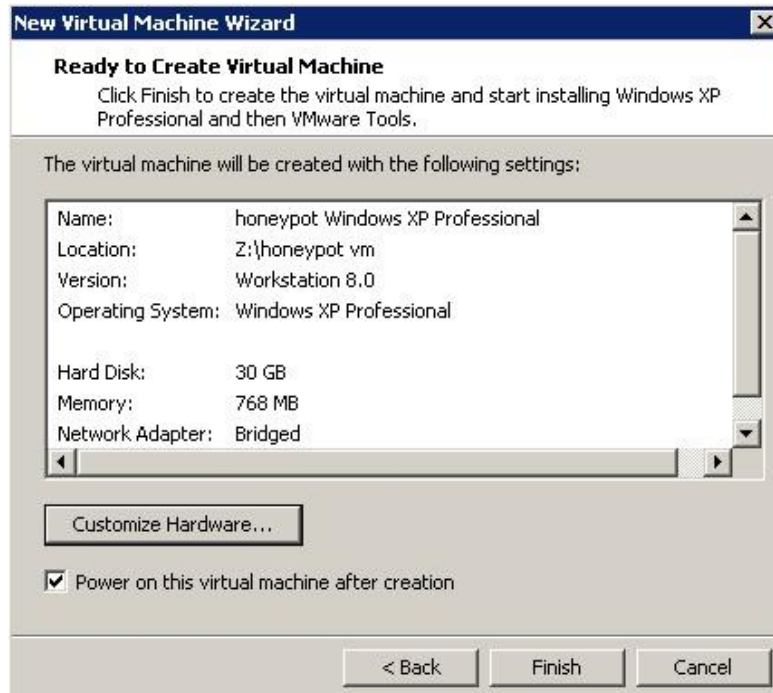 New Virtual Machine Wizard
Ready to Create Virtual Machine
Click Finish to create the virtual machine and start installing Windows XP
Professional and then VMware Tools.
The virtual machine will be created with the following settings:
Name: honeypot Windows XP Professional
Location: Z:\honeypot vm
Version: Workstation 8.0
Operating System: Windows XP Professional
Hard Disk: 30 GB
Memory: 768 MB
Network Adapter: Bridged
Customize Hardware...
Power on this virtual machine after creation
< Back Finish Cancel